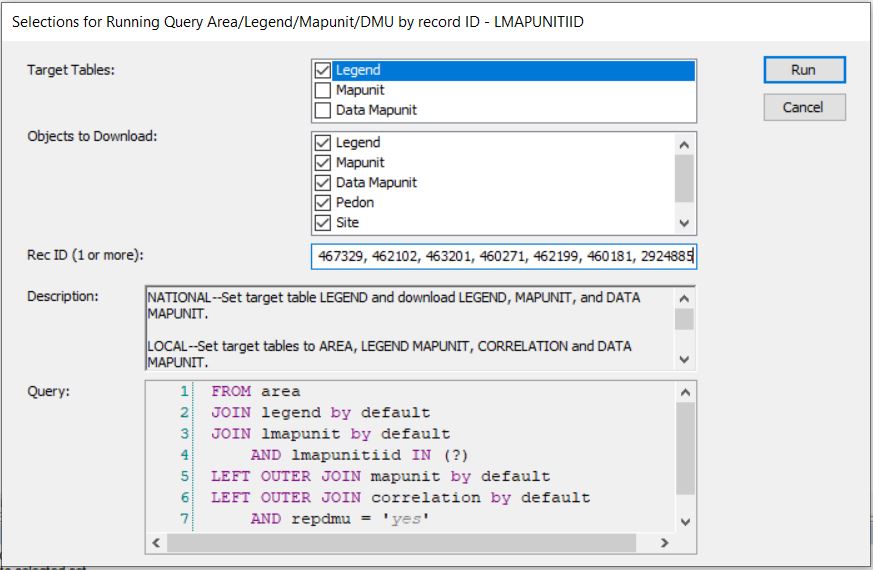 Selections for Running Query Area/Legend/Mapunit/DMU by record ID - LMAPUNITIID
Target Tables:
Legend
Mapunit
Data Mapunit
Run
Cancel
Objects to Download:
Legend
Mapunit
Data Mapunit
Pedon
Site
Rec ID (1 or more):
467329, 462102, 463201, 460271, 462199, 460181, 2924885
Description:
NATIONAL--Set target table LEGEND and download LEGEND, MAPUNIT, and DATA
MAPUNIT.
LOCAL--Set target tables to AREA, LEGEND MAPUNIT, CORRELATION and DATA
MAPUNIT.
Query:
1 FROM area
2 JOIN legend by default
3 JOIN lmapunit by default
4 AND lmapunitiid IN (?)
5 LEFT OUTER JOIN mapunit by default
6 LEFT OUTER JOIN correlation by default
7 AND repdmu = 'yes'